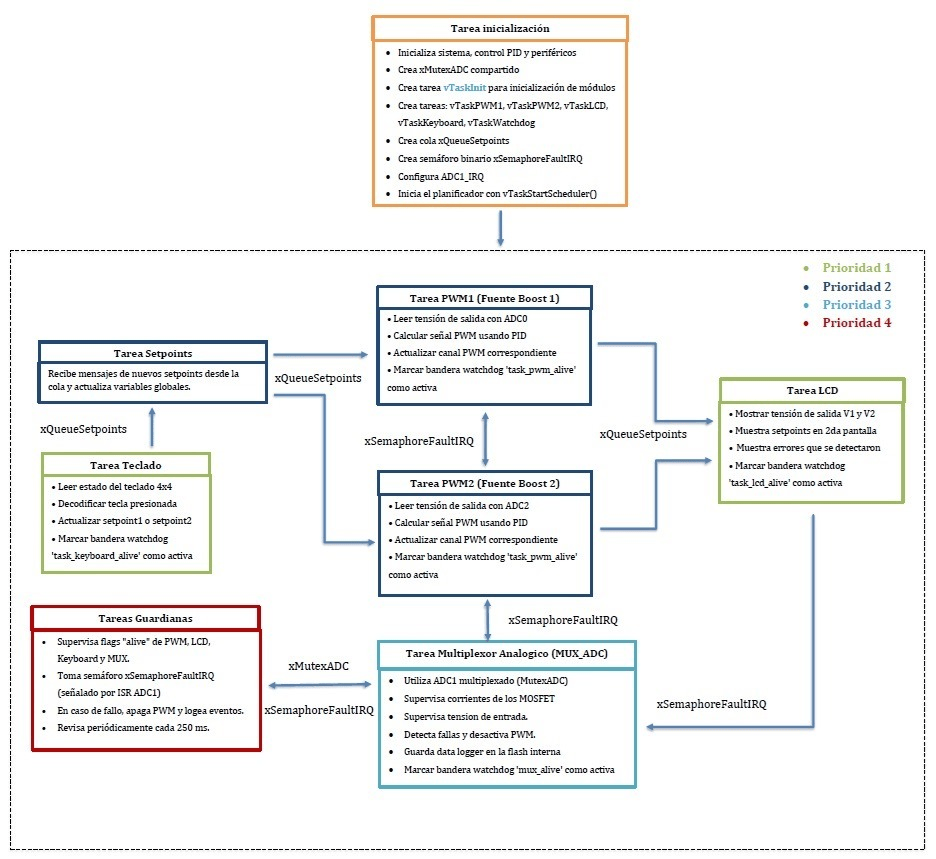 Tarea inicialización
• Inicializa sistema, control PID y periféricos
• Crea xMutexADC compartido
• Crea tarea vTaskInit para inicialización de módulos
• Crea tareas: vTaskPWM1, vTaskPWM2, vTaskLCD,
vTaskKeyboard, vTaskWatchdog
• Crea cola xQueueSetpoints
• Crea semáforo binario xSemaphoreFaultIRQ
• Configura ADC1_IRQ
• Inicia el planificador con vTaskStartScheduler()
• Prioridad 1
• Prioridad 2
• Prioridad 3
• Prioridad 4
Tarea PWM1 (Fuente Boost 1)
• Leer tensión de salida con ADC0
• Calcular señal PWM usando PID
• Actualizar canal PWM correspondiente
• Marcar bandera watchdog 'task_pwm_alive'
como activa
Tarea Setpoints
Recibe mensajes de nuevos setpoints desde la
cola y actualiza variables globales.
xQueueSetpoints
xQueueSetpoints
xSemaphoreFaultIRQ
xQueueSetpoints
Tarea LCD
• Mostrar tensión de salida V1 y V2
• Muestra setpoints en 2da pantalla
• Muestra errores que se detectaron
• Marcar bandera watchdog
'task_lcd_alive' como activa
Tarea Teclado
• Leer estado del teclado 4x4
• Decodificar tecla presionada
• Actualizar setpoint1 o setpoint2
• Marcar bandera watchdog
'task_keyboard_alive' como activa
Tarea PWM2 (Fuente Boost 2)
• Leer tensión de salida con ADC2
• Calcular señal PWM usando PID
• Actualizar canal PWM correspondiente
• Marcar bandera watchdog 'task_pwm_alive'
como activa
xSemaphoreFaultIRQ
Tareas Guardianas
• Supervisa flags "alive" de PWM, LCD,
Keyboard y MUX.
• Toma semáforo xSemaphoreFaultIRQ
(señalado por ISR ADC1)
• En caso de fallo, apaga PWM y logea eventos.
• Revisa periódicamente cada 250 ms.
xMutexADC
xSemaphoreFaultIRQ
Tarea Multiplexor Analogico (MUX_ADC)
• Utiliza ADC1 multiplexado (MutexADC)
• Supervisa corrientes de los MOSFET
• Supervisa tension de entrada.
• Detecta fallas y desactiva PWM.
• Guarda data logger en la flash interna
• Marcar bandera watchdog 'mux_alive' como activa
xSemaphoreFaultIRQ